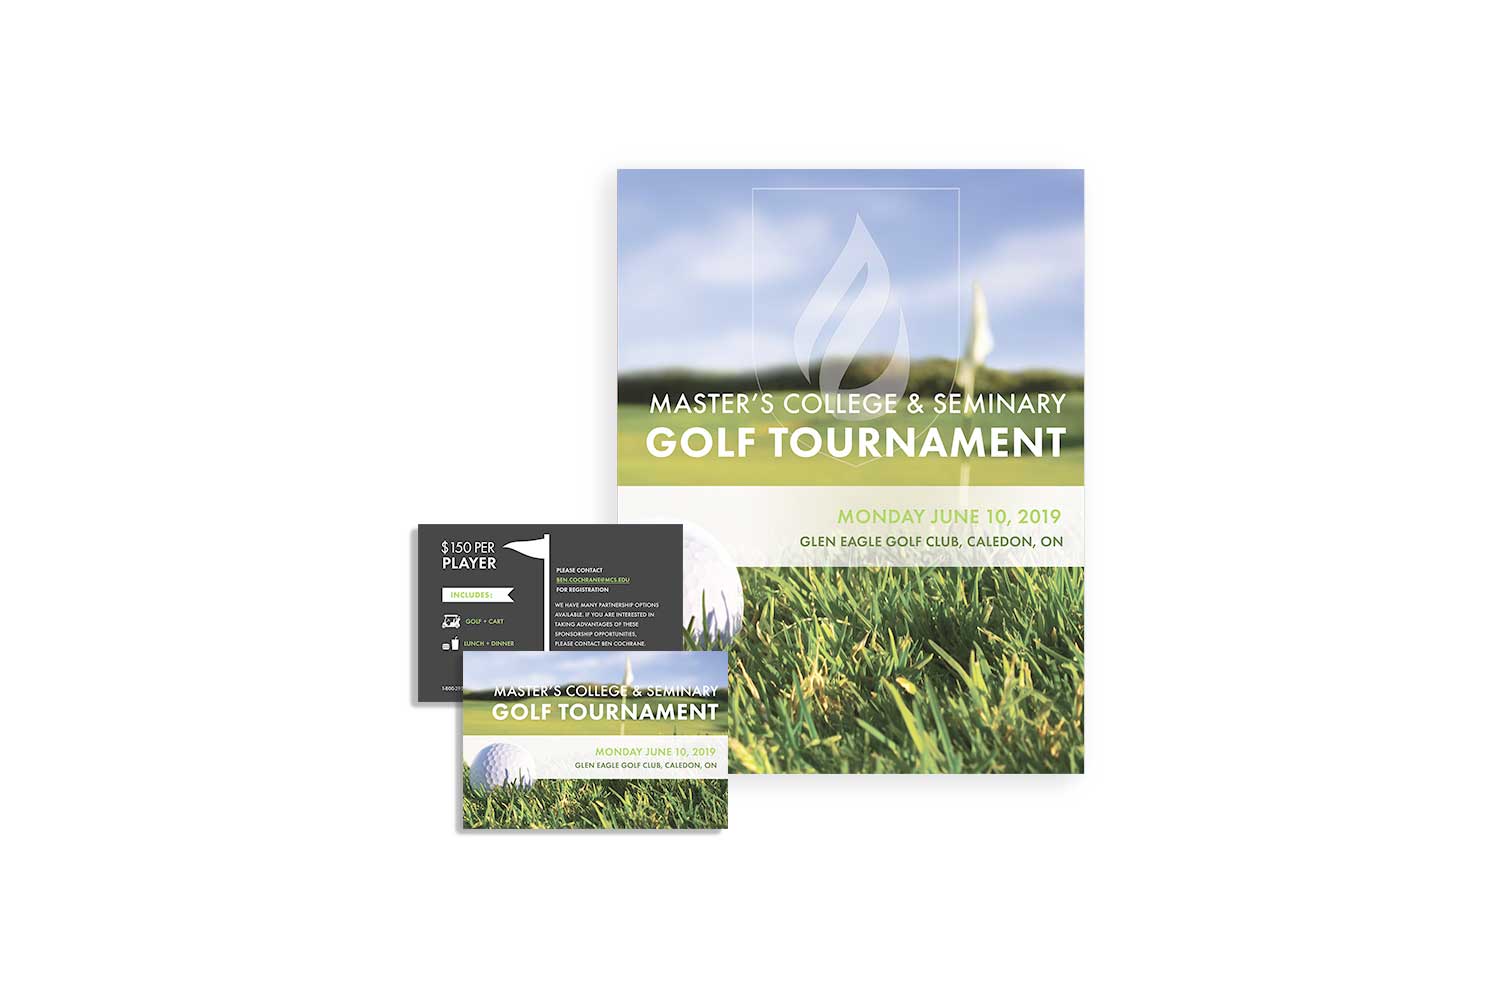 MASTER'S COLLEGE & SEMINARY
GOLF TOURNAMENT
MONDAY JUNE 10, 2019
GLEN EAGLE GOLF CLUB, CALEDON, ON
$150 PER
PLAYER
INCLUDES:
GOLF + CART
LUNCH + DINNER
PLEASE CONTACT
BEN.COCHRANE@MCS.EDU
FOR REGISTRATION
WE HAVE MANY PARTNERSHIP OPTIONS
AVAILABLE. IF YOU ARE INTERESTED IN
TAKING ADVANTAGES OF THESE
SPONSORSHIP OPPORTUNITIES,
PLEASE CONTACT BEN COCHRANE.
MASTER'S COLLEGE & SEMINARY
GOLF TOURNAMENT
MONDAY JUNE 10, 2019
GLEN EAGLE GOLF CLUB, CALEDON, ON